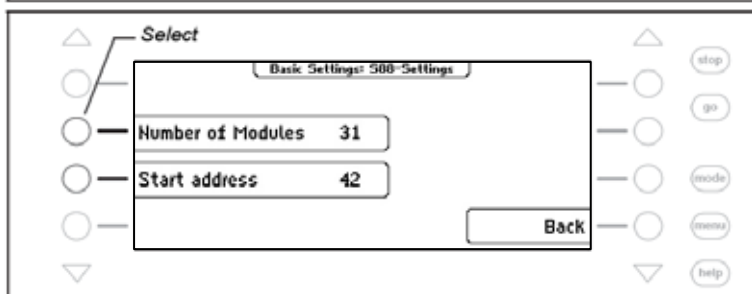 Select
Basic Settings: S88-Settings
stop
go
Number of Modules 31
Start address 42
mode
Back
menu
help